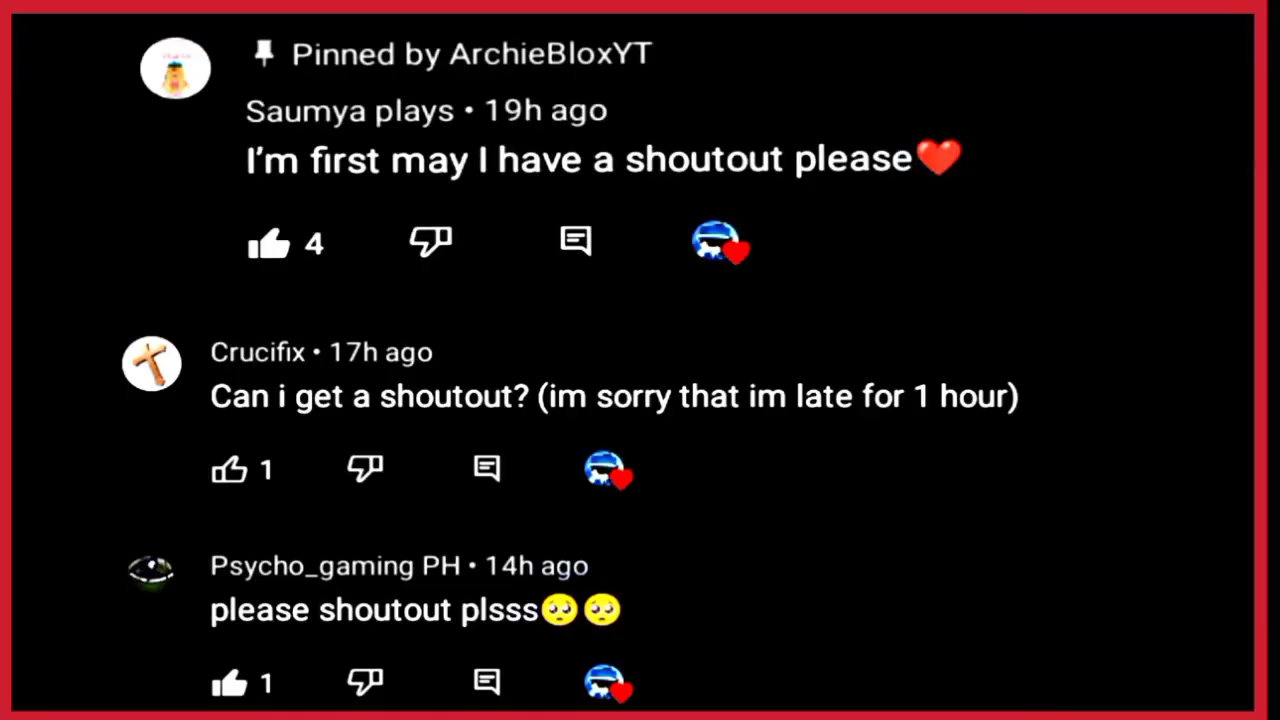 Pinned by ArchieBloxYT
Saumya plays • 19h ago
I'm first may I have a shoutout please❤️
4
Crucifix • 17h ago
Can i get a shoutout? (im sorry that im late for 1 hour)
1
Psycho_gaming PH • 14h ago
please shoutout plsss🥺🥺
1